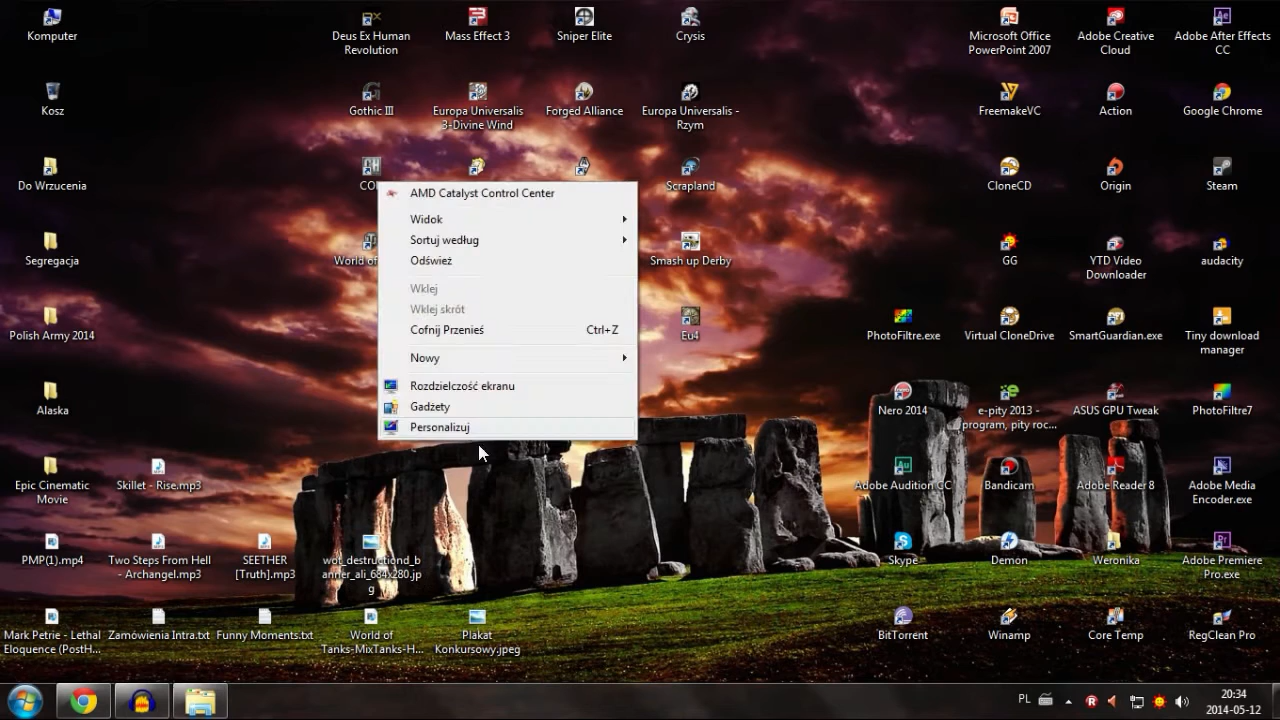 Komputer
Deus Ex Human
Revolution
Mass Effect 3
Sniper Elite
Crysis
Microsoft Office
PowerPoint 2007
Adobe Creative
Cloud
Adobe After Effects
CC
Kosz
Gothic III
Europa Universalis
3-Divine Wind
Forged Alliance
Europa Universalis -
Rzym
FreemakeVC
Action
Google Chrome
Do Wrzucenia
Scrapland
CloneCD
Origin
Steam
AMD Catalyst Control Center
Widok
Sortuj według
Odśwież
Wklej
Wklej skrót
Cofnij Przenieś Ctrl+Z
Nowy
Rozdzielczość ekranu
Gadżety
Personalizuj
Segregacja
World of
Smash up Derby
GG
YTD Video
Downloader
audacity
Polish Army 2014
Eu4
PhotoFiltre.exe
Virtual CloneDrive
SmartGuardian.exe
Tiny download
manager
Alaska
Nero 2014
e-pity 2013 -
program, pity roc...
ASUS GPU Tweak
PhotoFiltre7
Epic Cinematic
Movie
Skillet - Rise.mp3
Adobe Audition CC
Bandicam
Adobe Reader 8
Adobe Media
Encoder.exe
PMP(1).mp4
Two Steps From Hell
- Archangel.mp3
SEETHER
[Truth].mp3
wot_destructiond_b
anner_ali_684x280.jp
g
Skype
Demon
Weronika
Adobe Premiere
Pro.exe
Mark Petrie - Lethal
Eloquence (PostH...
Zamówienia Intra.txt
Funny Moments.txt
World of
Tanks-MixTanks-H...
Plakat
Konkursowy.jpeg
BitTorrent
Winamp
Core Temp
RegClean Pro
PL
20:34
2014-05-12